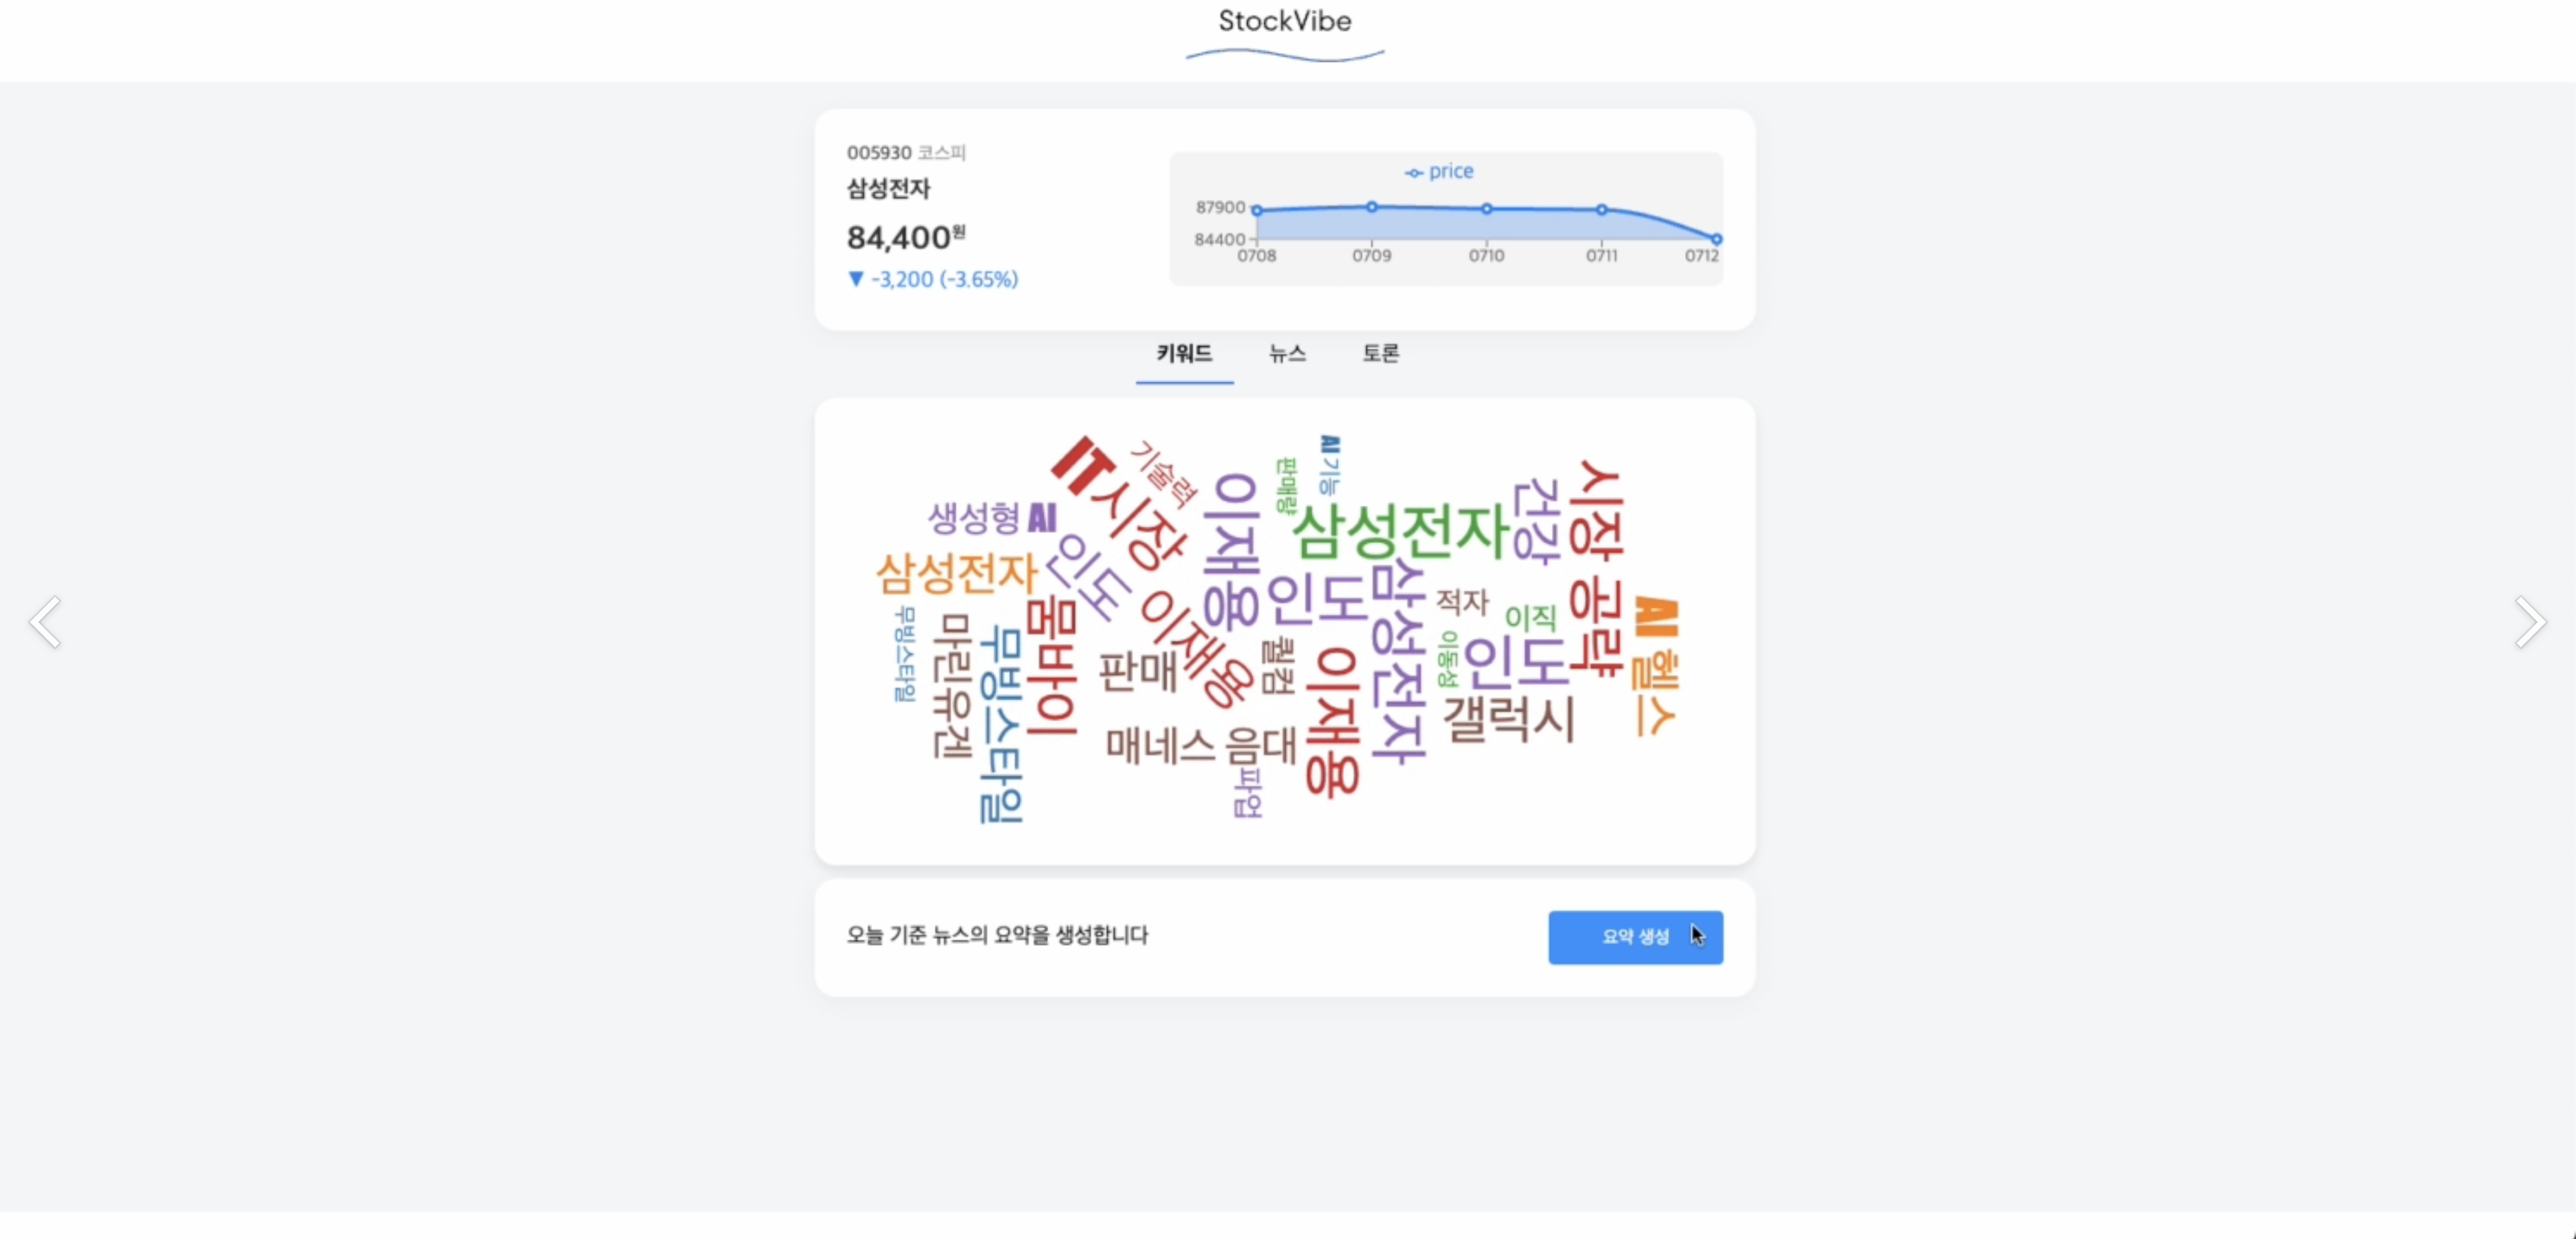 StockVibe
005930 코스피
삼성전자
84,400원
▼ -3,200 (-3.65%)
price
87900
84400
0708 0709 0710 0711 0712
키워드 뉴스 토론
IT시장
기술력
이재용
판매량
AI 기능
삼성전자
건강
시장 공략
생성형 AI
삼성전자
인도
이재용
인도
삼성전자
적자
이직
이동성
인도
AI 헬스
무빙스타일
마린유겐
무빙스타일
뭄바이
판매
퀄컴
이재용
갤럭시
매네스 음대
파업
오늘 기준 뉴스의 요약을 생성합니다
요약 생성